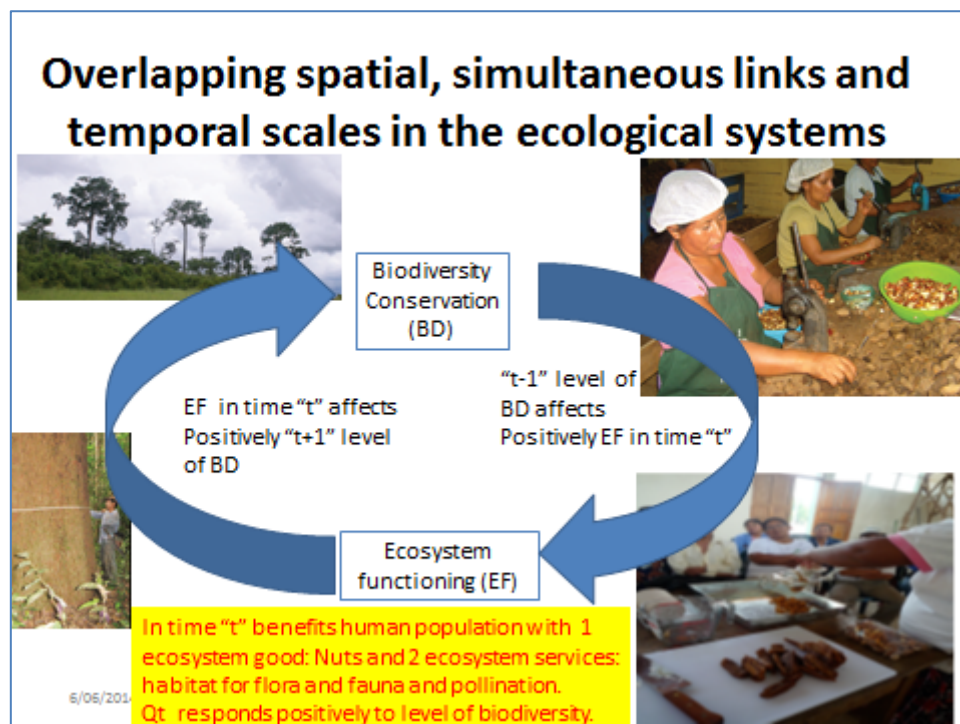 Overlapping spatial, simultaneous links and
temporal scales in the ecological systems
Biodiversity
Conservation
(BD)
“t-1” level of
BD affects
Positively EF in time “t”
EF in time “t” affects
Positively “t+1” level
of BD
Ecosystem
functioning (EF)
In time “t” benefits human population with 1
ecosystem good: Nuts and 2 ecosystem services:
habitat for flora and fauna and pollination.
Qt responds positively to level of biodiversity.